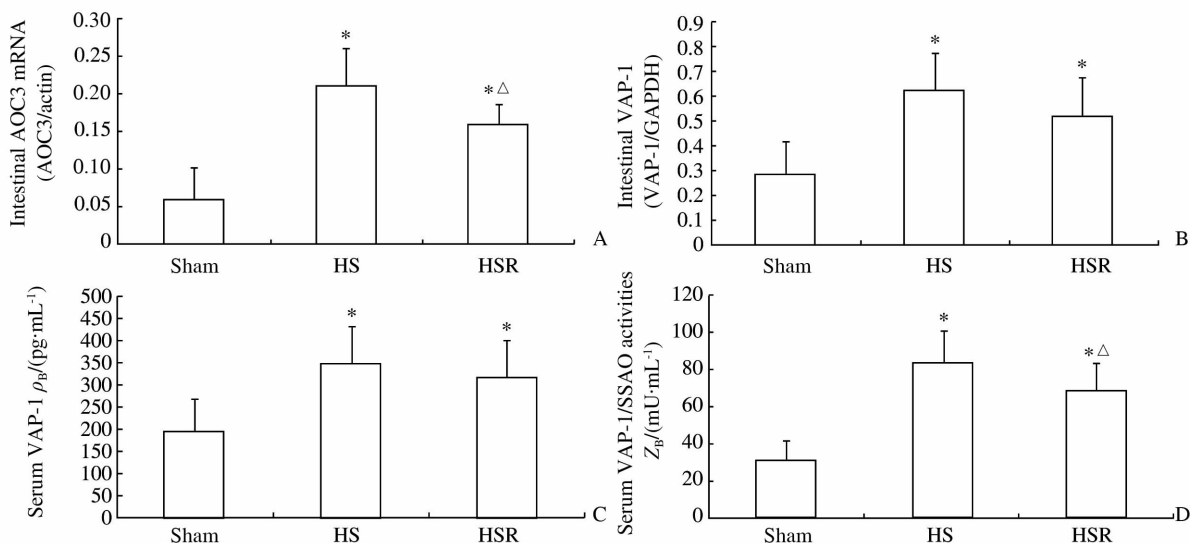 Intestinal AOC3 mRNA
(AOC3/actin)
0.30
0.25
0.20
0.15
0.10
0.05
0
*
*△
Sham HS HSR
A
Intestinal VAP-1
(VAP-1/GAPDH)
0.9
0.8
0.7
0.6
0.5
0.4
0.3
0.2
0.1
0
*
*
Sham HS HSR
B
Serum VAP-1 ρB/(pg·mL⁻¹)
500
450
400
350
300
250
200
150
100
50
0
*
*
Sham HS HSR
C
Serum VAP-1/SSAO activities
ZB/(mU·mL⁻¹)
120
100
80
60
40
20
0
*
*△
Sham HS HSR
D